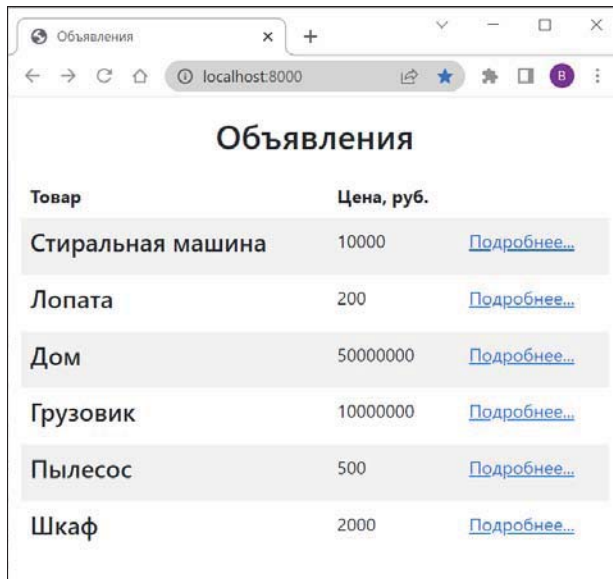 Объявления
localhost:8000
B
Объявления
Товар Цена, руб.
Стиральная машина 10000 Подробнее...
Лопата 200 Подробнее...
Дом 50000000 Подробнее...
Грузовик 10000000 Подробнее...
Пылесос 500 Подробнее...
Шкаф 2000 Подробнее...